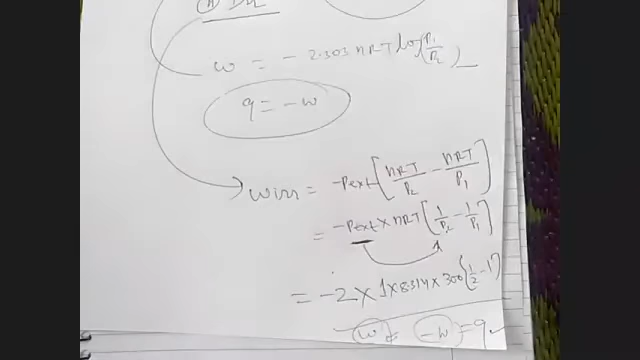 w = - 2.303 nRT log(P1/P2)
q = -w
Wirr = -Pext[nRT/P2 - nRT/P1]
= -Pext × nRT[1/P2 - 1/P1]
= -2 × 1×8.314 × 300[1/2 - 1]
w ≠ -w = q